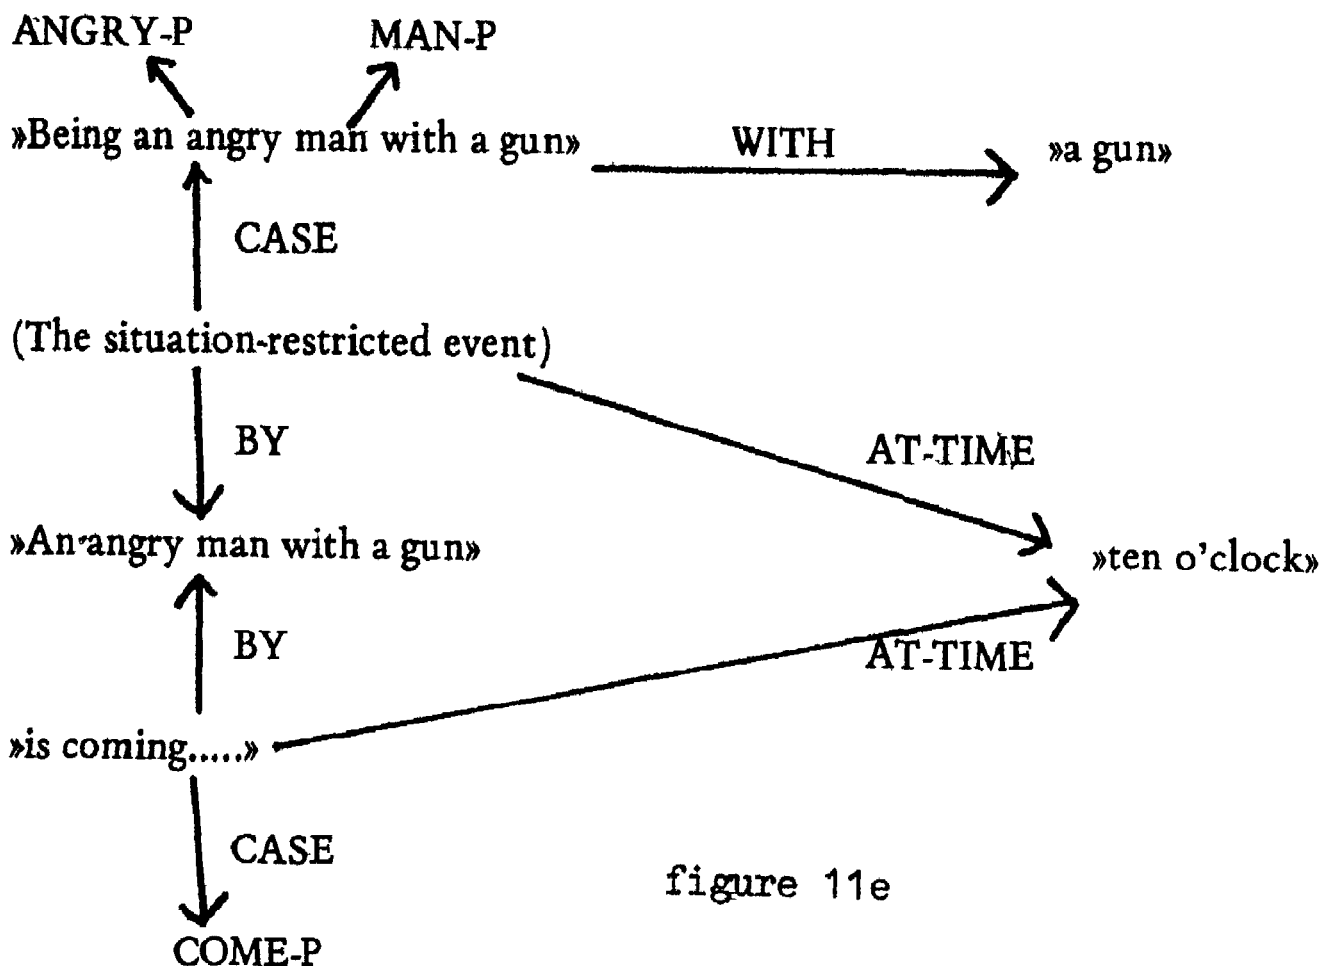 ANGRY-P MAN-P
»Being an angry man with a gun» WITH »a gun»
CASE
(The situation-restricted event)
BY
AT-TIME
»An angry man with a gun»
»ten o’clock»
BY
AT-TIME
»is coming.....»
CASE
figure 11e
COME-P